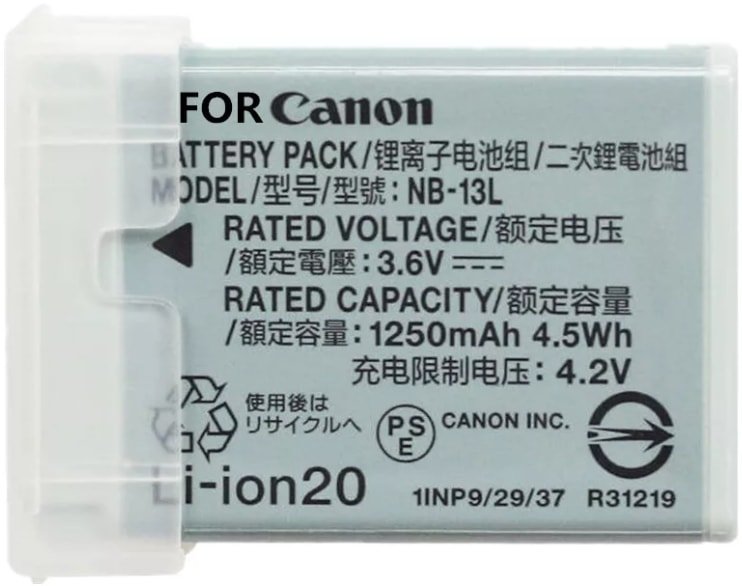 FOR Canon
BATTERY PACK/锂离子电池组/二次鋰電池組
MODEL/型号/型號:NB-13L
RATED VOLTAGE/额定电压
/額定電壓:3.6V
RATED CAPACITY/额定容量
/額定容量:1250mAh 4.5Wh
充电限制电压:4.2V
使用後は
リサイクルへ
PS
E
CANON INC.
Li-ion20
1INP9/29/37
R31219